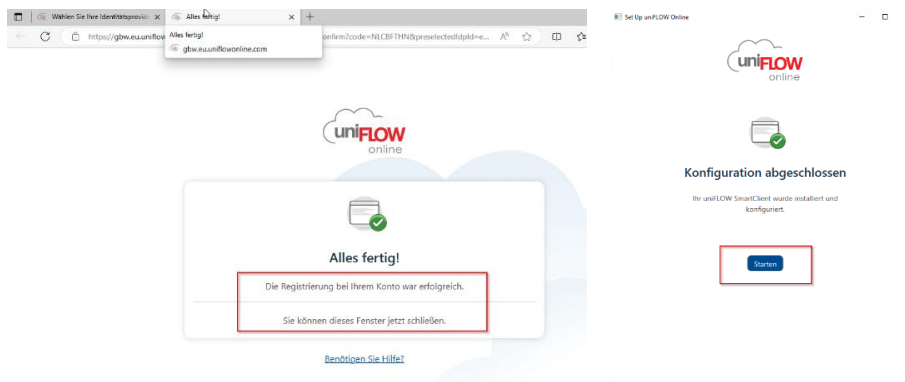 Wählen Sie Ihre Identitätsprovide
Alles fertig!
https://gbw.eu.uniflow
onfirm?code=NLCBFTHN&preselectedIdpId=e...
Alles fertig!
gbw.eu.uniflowonline.com
uniFLOW
online
Alles fertig!
Die Registrierung bei Ihrem Konto war erfolgreich.
Sie können dieses Fenster jetzt schließen.
Benötigen Sie Hilfe?
Set Up uniFLOW Online
uniFLOW
online
Konfiguration abgeschlossen
Ihr uniFLOW SmartClient wurde installiert und
konfiguriert.
Starten